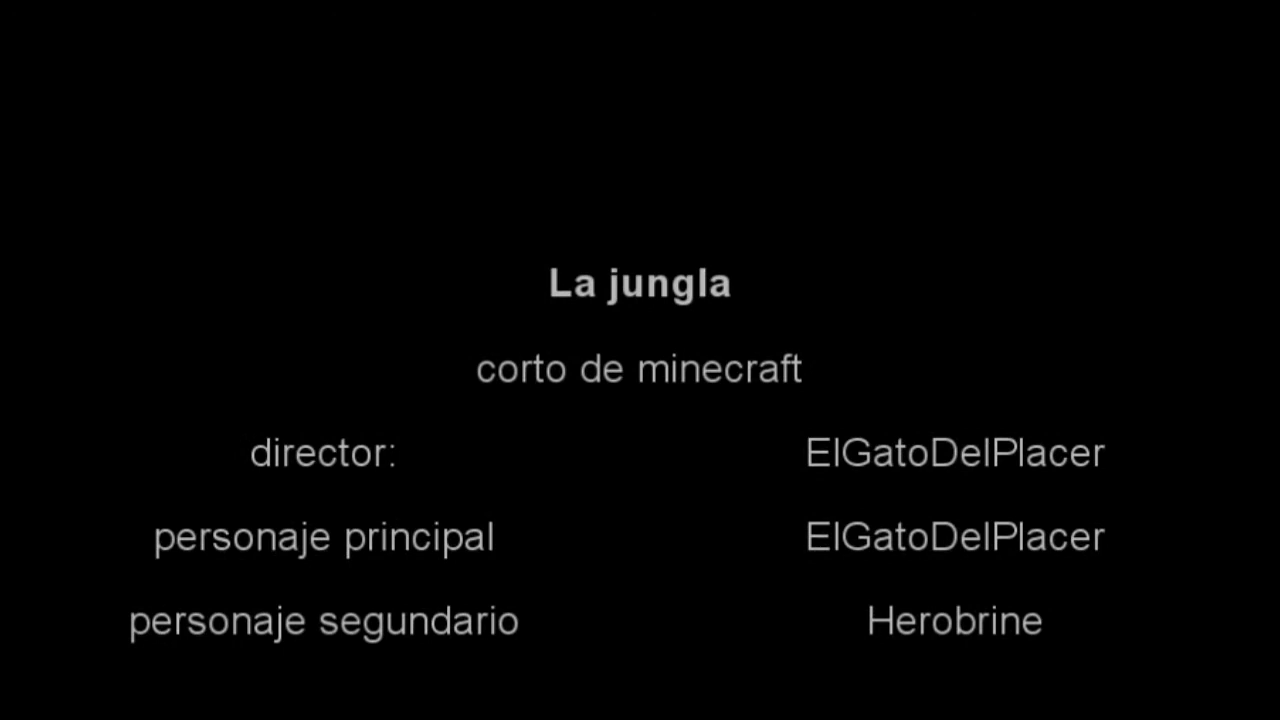 La jungla
corto de minecraft
director: ElGatoDelPlacer
personaje principal ElGatoDelPlacer
personaje segundario Herobrine